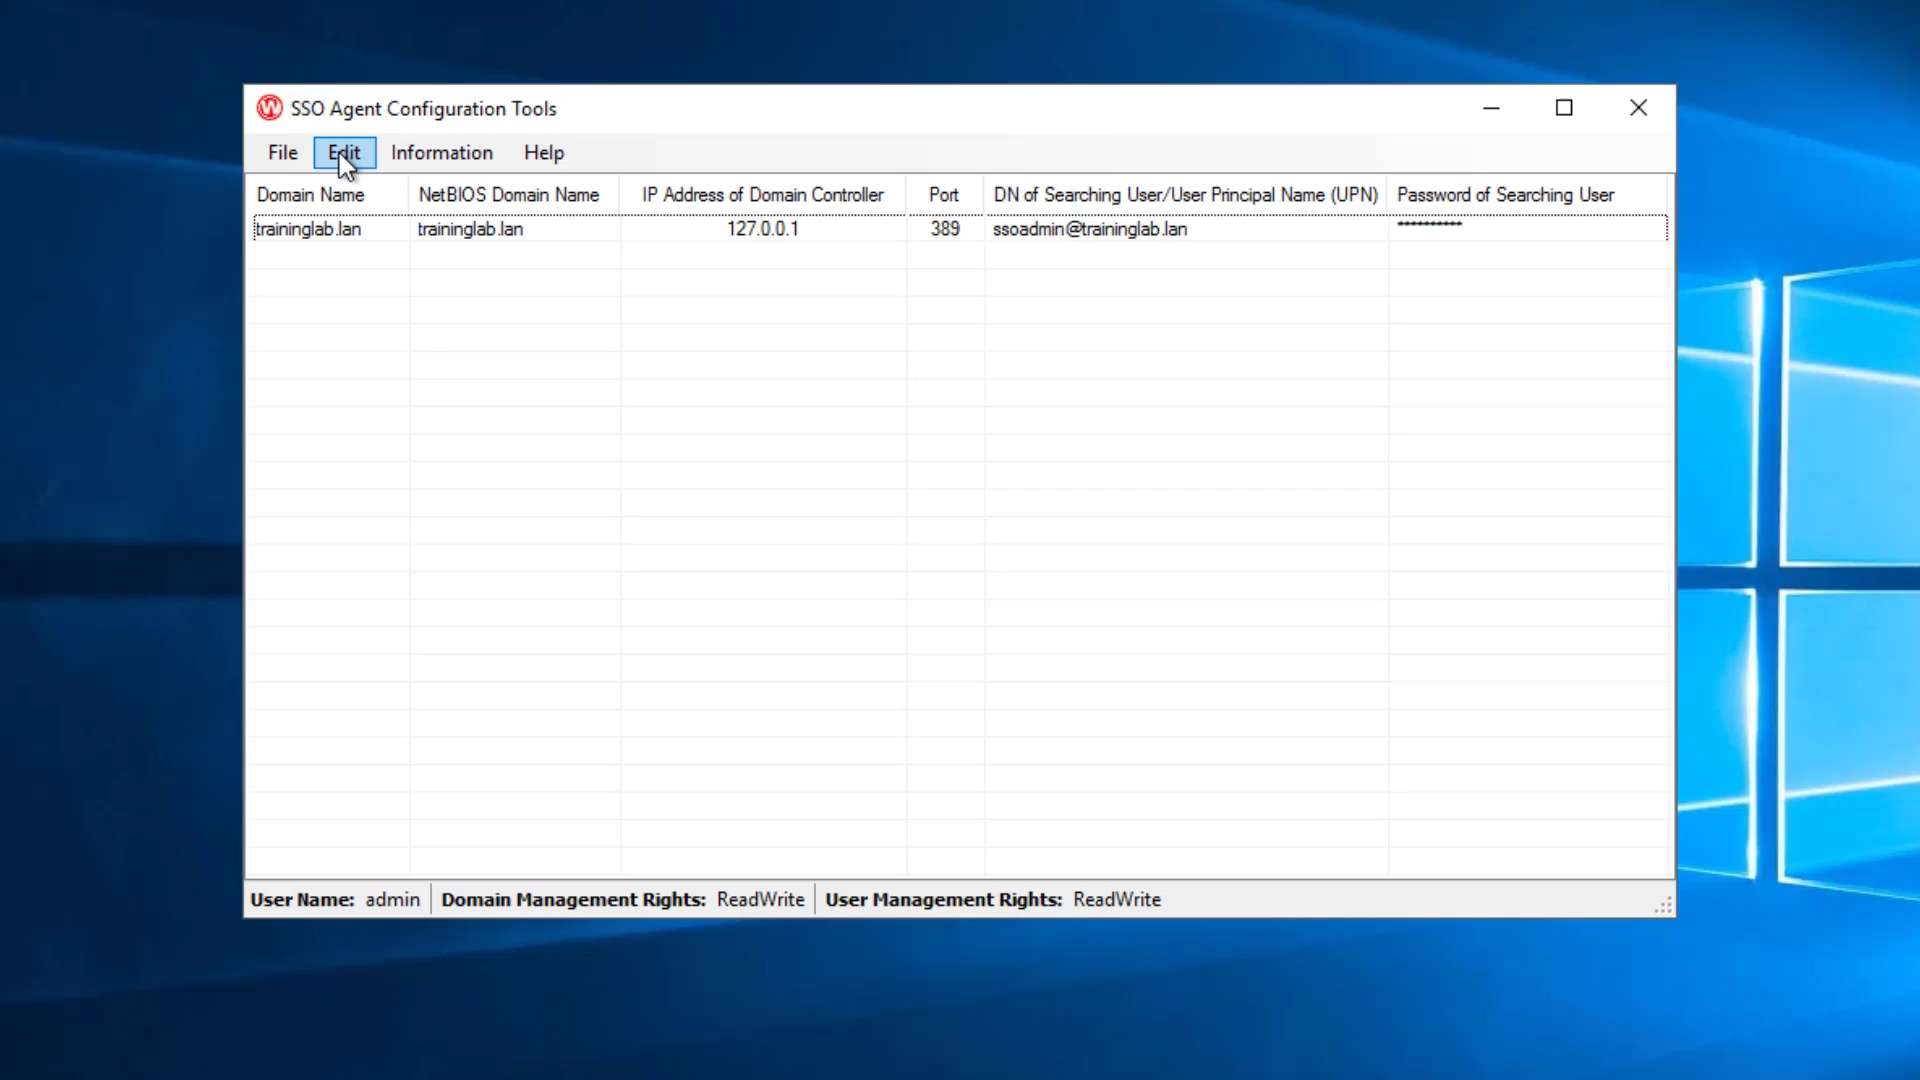 SSO Agent Configuration Tools
File Edit Information Help
Domain Name NetBIOS Domain Name IP Address of Domain Controller Port DN of Searching User/User Principal Name (UPN) Password of Searching User
traininglab.lan traininglab.lan 127.0.0.1 389 ssoadmin@traininglab.lan **********
User Name: admin Domain Management Rights: ReadWrite User Management Rights: ReadWrite